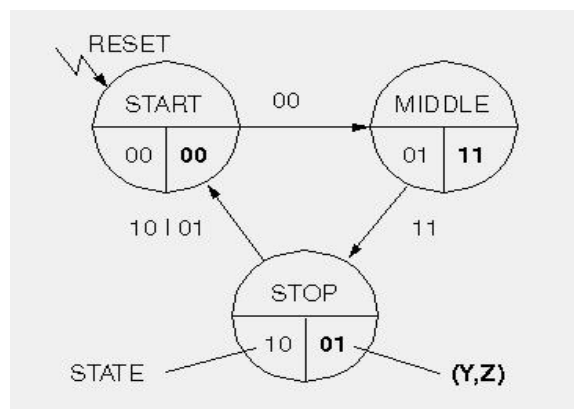 RESET
START
00
MIDDLE
00 00
01 11
10 | 01
11
STOP
10 01
STATE
(Y,Z)